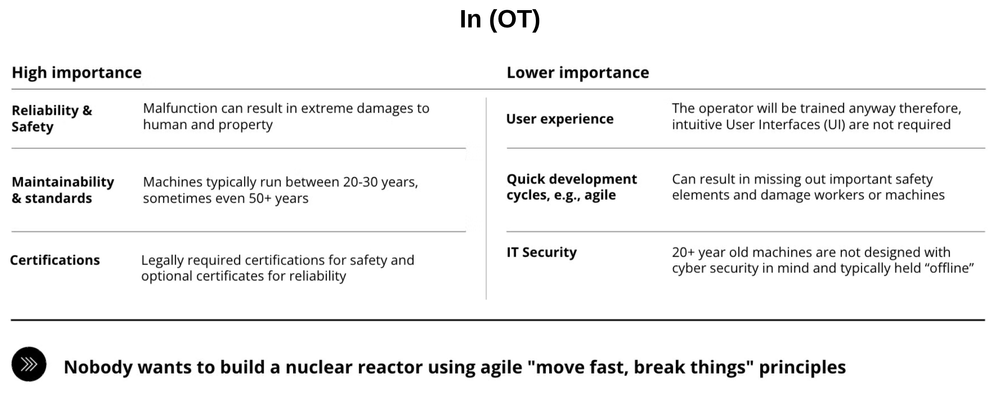 In (OT)
High importance
Reliability &
Safety
Malfunction can result in extreme damages to
human and property
Maintainability
& standards
Machines typically run between 20-30 years,
sometimes even 50+ years
Certifications
Legally required certifications for safety and
optional certificates for reliability
Lower importance
User experience
The operator will be trained anyway therefore,
intuitive User Interfaces (UI) are not required
Quick development
cycles, e.g., agile
Can result in missing out important safety
elements and damage workers or machines
IT Security
20+ year old machines are not designed with
cyber security in mind and typically held “offline”
Nobody wants to build a nuclear reactor using agile "move fast, break things" principles